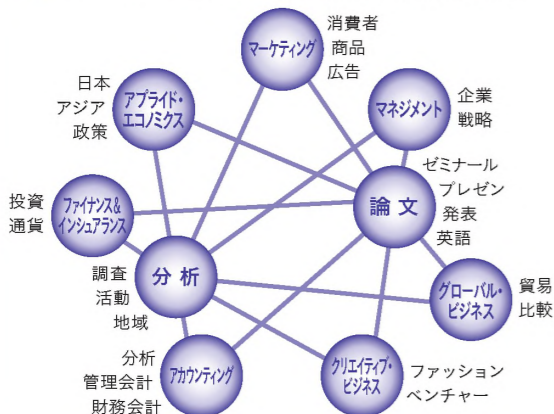 マーケティング
消費者
商品
広告
アプライド・
エコノミクス
日本
アジア
政策
マネジメント
企業
戦略
ファイナンス&
インシュアランス
投資
通貨
論文
ゼミナール
プレゼン
発表
英語
分析
調査
活動
地域
グローバル・
ビジネス
貿易
比較
アカウンティング
分析
管理会計
財務会計
クリエイティブ・
ビジネス
ファッション
ベンチャー